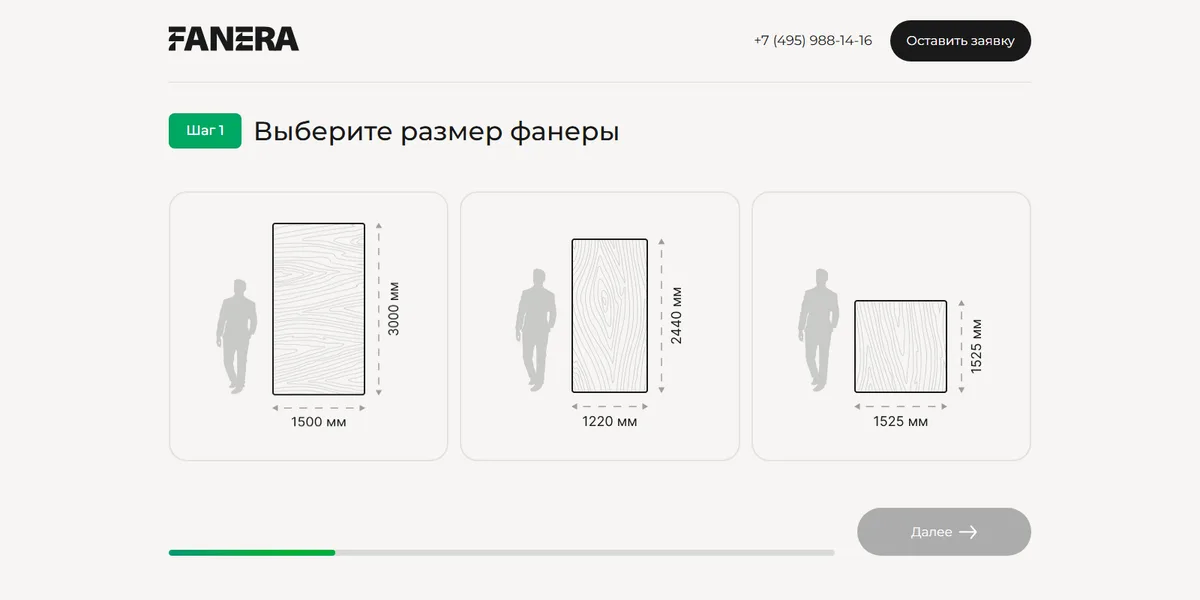 FANERA
+7 (495) 988-14-16
Оставить заявку
Шаг 1
Выберите размер фанеры
3000 мм
1500 мм
2440 мм
1220 мм
1525 мм
1525 мм
Далее